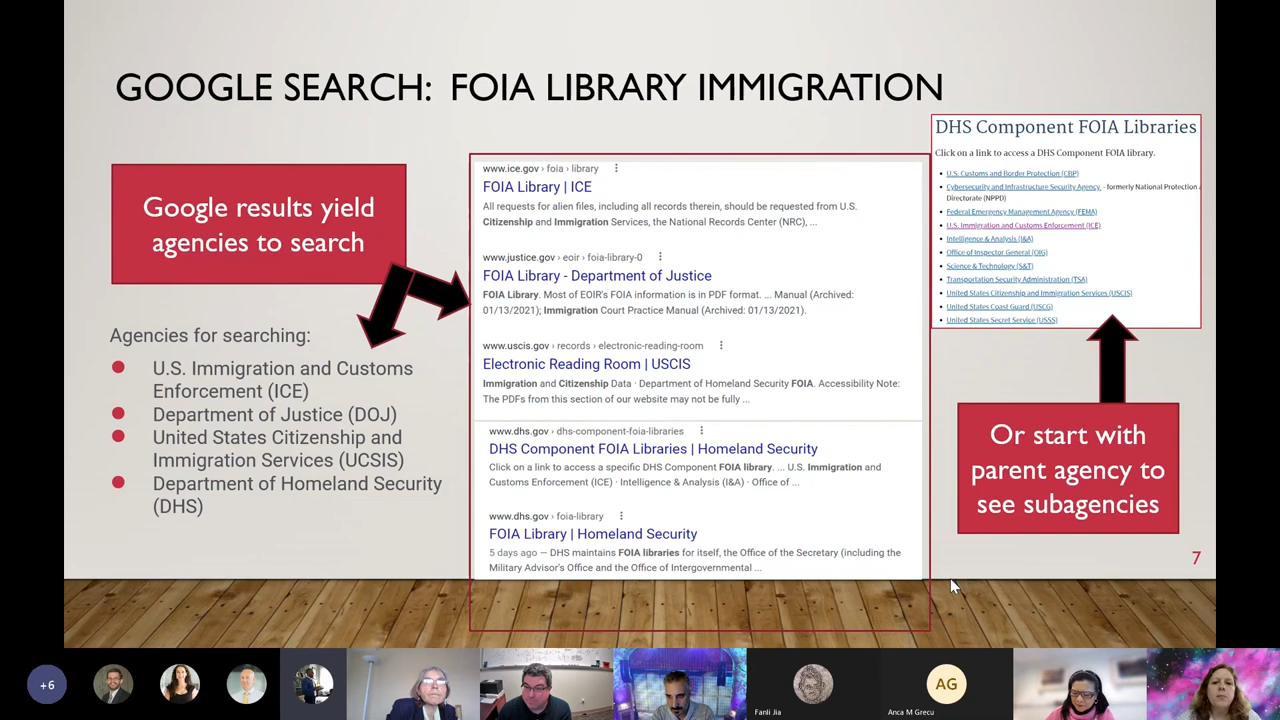 GOOGLE SEARCH: FOIA LIBRARY IMMIGRATION
Google results yield
agencies to search
Agencies for searching:
U.S. Immigration and Customs
Enforcement (ICE)
Department of Justice (DOJ)
United States Citizenship and
Immigration Services (UCSIS)
Department of Homeland Security
(DHS)
www.ice.gov › foia › library
FOIA Library | ICE
All requests for alien files, including all records therein, should be requested from U.S.
Citizenship and Immigration Services, the National Records Center (NRC), ...
www.justice.gov › eoir › foia-library-0
FOIA Library - Department of Justice
FOIA Library. Most of EOIR's FOIA information is in PDF format. ... Manual (Archived:
01/13/2021); Immigration Court Practice Manual (Archived: 01/13/2021).
www.uscis.gov › records › electronic-reading-room
Electronic Reading Room | USCIS
Immigration and Citizenship Data · Department of Homeland Security FOIA. Accessibility Note:
The PDFs from this section of our website may not be fully ...
www.dhs.gov › dhs-component-foia-libraries
DHS Component FOIA Libraries | Homeland Security
Click on a link to access a specific DHS Component FOIA library. ... U.S. Immigration and
Customs Enforcement (ICE) · Intelligence & Analysis (I&A) · Office of ...
www.dhs.gov › foia-library
FOIA Library | Homeland Security
5 days ago — DHS maintains FOIA libraries for itself, the Office of the Secretary (including the
Military Advisor's Office and the Office of Intergovernmental ...
DHS Component FOIA Libraries
Click on a link to access a DHS Component FOIA library.
U.S. Customs and Border Protection (CBP)
Cybersecurity and Infrastructure Security Agency - formerly National Protection a
Directorate (NPPD)
Federal Emergency Management Agency (FEMA)
U.S. Immigration and Customs Enforcement (ICE)
Intelligence & Analysis (I&A)
Office of Inspector General (OIG)
Science & Technology (S&T)
Transportation Security Administration (TSA)
United States Citizenship and Immigration Services (USCIS)
United States Coast Guard (USCG)
United States Secret Service (USSS)
Or start with
parent agency to
see subagencies
7
+6
Fanli Jia
AG
Anca M Grecu